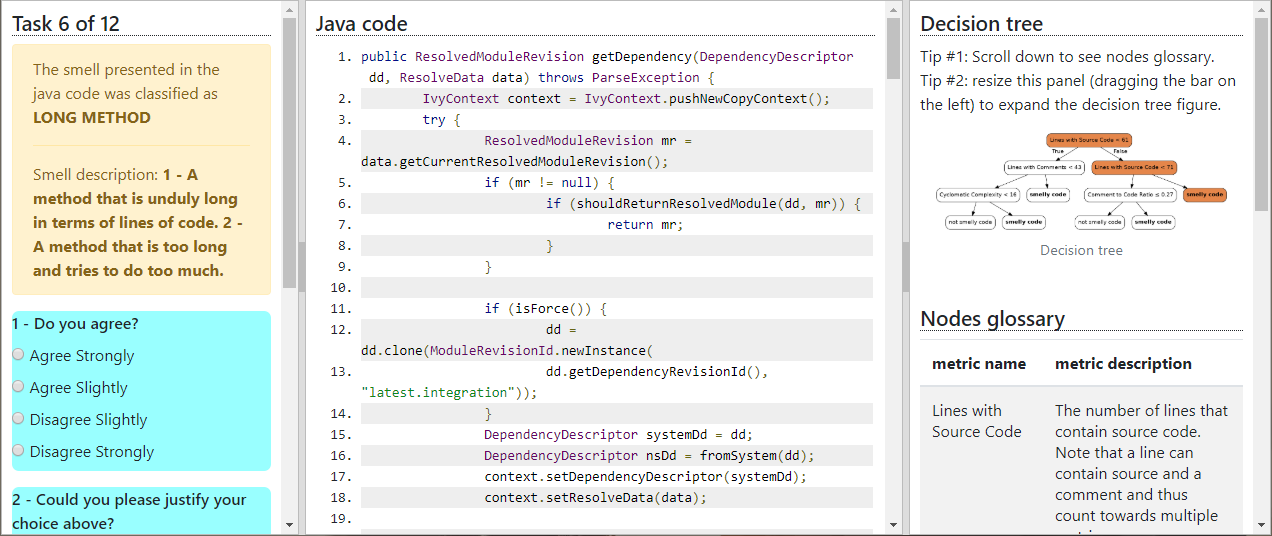 Task 6 of 12
The smell presented in the
java code was classified as
LONG METHOD
Smell description: 1 - A
method that is unduly long
in terms of lines of code. 2 -
A method that is too long
and tries to do too much.
1 - Do you agree?
Agree Strongly
Agree Slightly
Disagree Slightly
Disagree Strongly
2 - Could you please justify your
choice above?
Java code
1. public ResolvedModuleRevision getDependency(DependencyDescriptor
dd, ResolveData data) throws ParseException {
2. IvyContext context = IvyContext.pushNewCopyContext();
3. try {
4. ResolvedModuleRevision mr =
data.getCurrentResolvedModuleRevision();
5. if (mr != null) {
6. if (shouldReturnResolvedModule(dd, mr)) {
7. return mr;
8. }
9. }
10.
11. if (isForce()) {
12. dd =
dd.clone(ModuleRevisionId.newInstance(
13. dd.getDependencyRevisionId(),
"latest.integration"));
14. }
15. DependencyDescriptor systemDd = dd;
16. DependencyDescriptor nsDd = fromSystem(dd);
17. context.setDependencyDescriptor(systemDd);
18. context.setResolveData(data);
19.
Decision tree
Tip #1: Scroll down to see nodes glossary.
Tip #2: resize this panel (dragging the bar on
the left) to expand the decision tree figure.
Lines with Source Code < 61
True False
Lines with Comments < 43 Lines with Source Code < 71
Cyclomatic Complexity < 16 smelly code Comment to Code Ratio ≤ 0.27 smelly code
not smelly code smelly code not smelly code smelly code
Decision tree
Nodes glossary
metric name metric description
Lines with
Source Code
The number of lines that
contain source code.
Note that a line can
contain source and a
comment and thus
count towards multiple